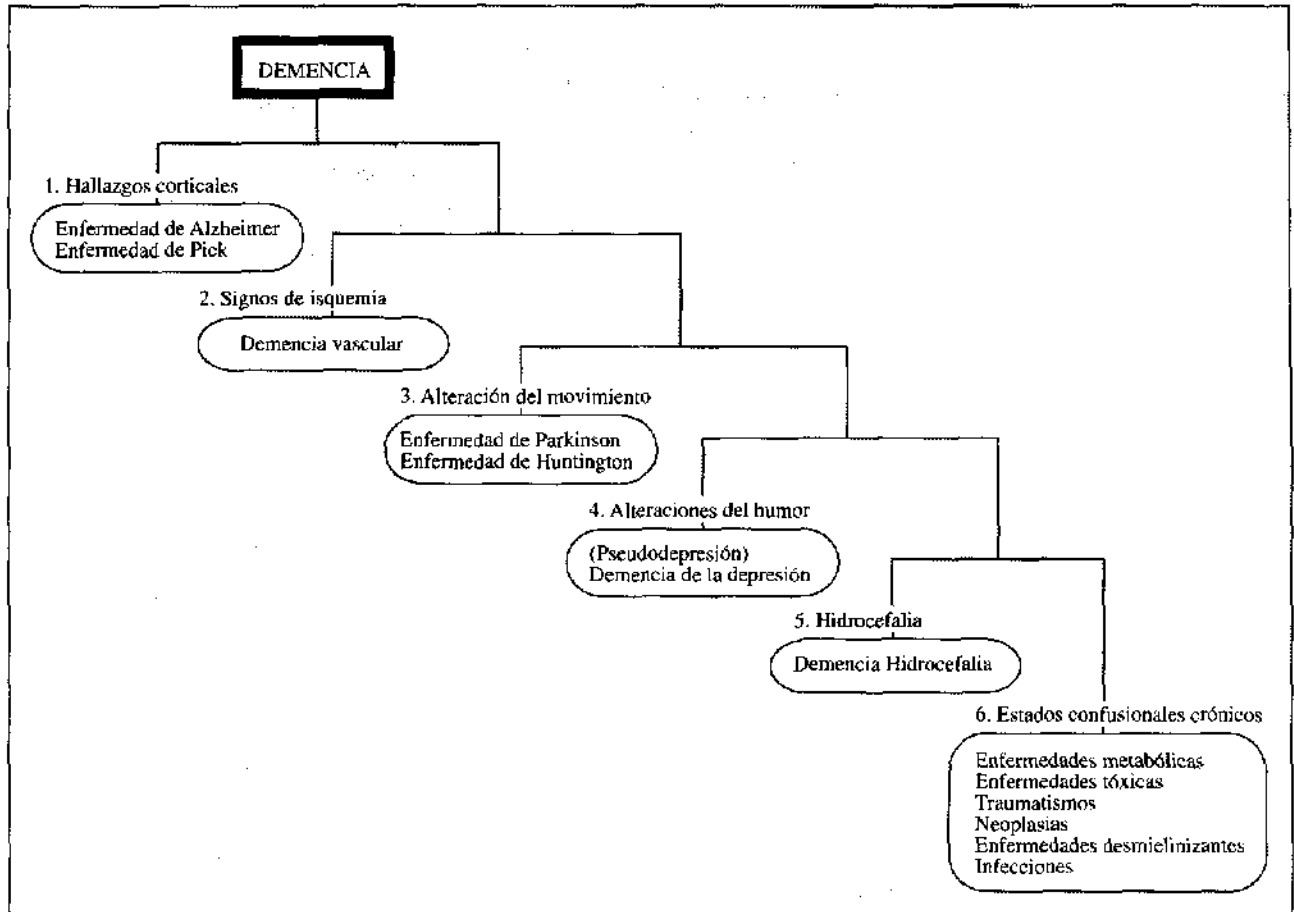 DEMENCIA
1. Hallazgos corticales
Enfermedad de Alzheimer
Enfermedad de Pick
2. Signos de isquemia
Demencia vascular
3. Alteración del movimiento
Enfermedad de Parkinson
Enfermedad de Huntington
4. Alteraciones del humor
(Pseudodepresión)
Demencia de la depresión
5. Hidrocefalia
Demencia Hidrocefalia
6. Estados confusionales crónicos
Enfermedades metabólicas
Enfermedades tóxicas
Traumatismos
Neoplasias
Enfermedades desmielinizantes
Infecciones